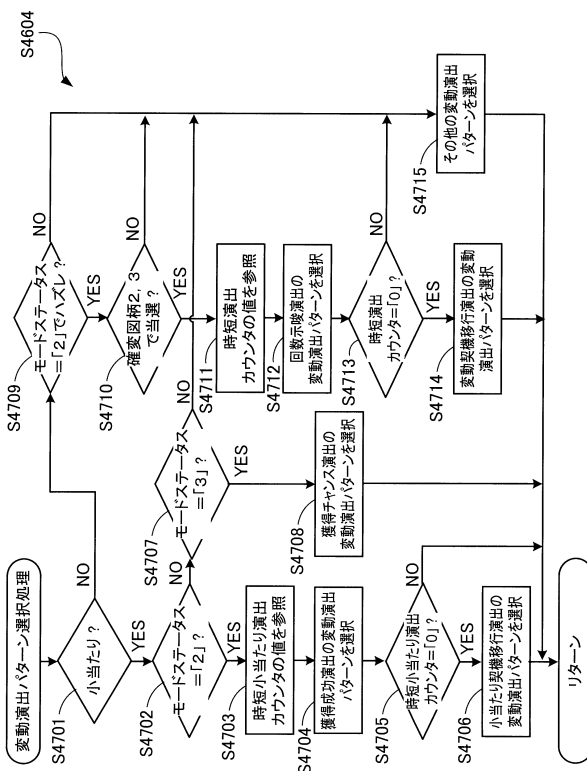 S4604
変動演出パターン選択処理
S4701
小当たり？
YES
NO
S4702
モードステータス
＝「2」？
YES
NO
S4703
時短小当たり演出
カウンタの値を参照
S4704
獲得成功演出の変動演出
パターンを選択
S4705
時短小当たり演出
カウンタ＝「0」？
YES
NO
S4706
小当たり契機移行演出の
変動演出パターンを選択
リターン
S4707
モードステータス
＝「3」？
YES
NO
S4708
獲得チャンス演出の
変動演出パターンを選択
S4709
モードステータス
＝「2」でハズレ？
YES
NO
S4710
確変図柄2，3
で当選？
YES
NO
S4711
時短演出
カウンタの値を参照
S4712
回数示唆演出の
変動演出パターンを選択
S4713
時短演出
カウンタ＝「0」？
YES
NO
S4714
変動契機移行演出の変動
演出パターンを選択
S4715
その他の変動演出
パターンを選択